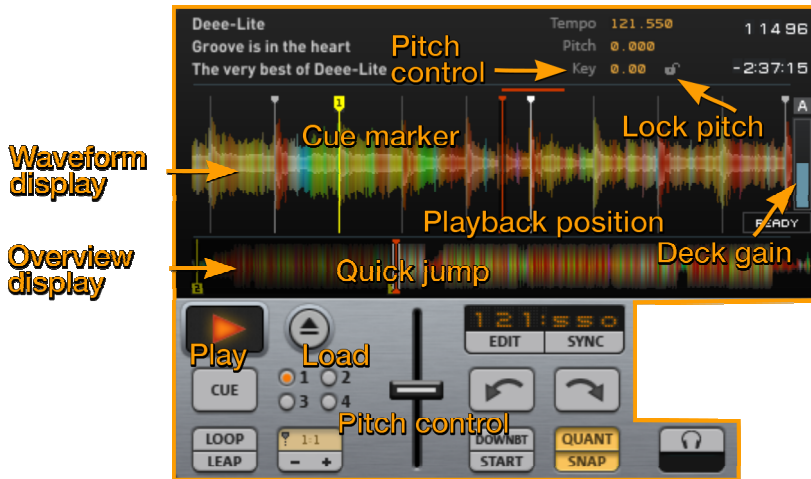 Deee-Lite
Tempo 121.550
1 14 96
Groove is in the heart
Pitch 0.000
The very best of Deee-Lite
Key 0.00
-2:37:15
Pitch
control
Lock pitch
1
A
Cue marker
Waveform
display
Playback position
READY
Deck gain
Overview
display
Quick jump
2
121:550
EDIT SYNC
Play
Load
CUE
1 2
3 4
Pitch control
LOOP
LEAP
1:1
- +
DOWNBT
START
QUANT
SNAP